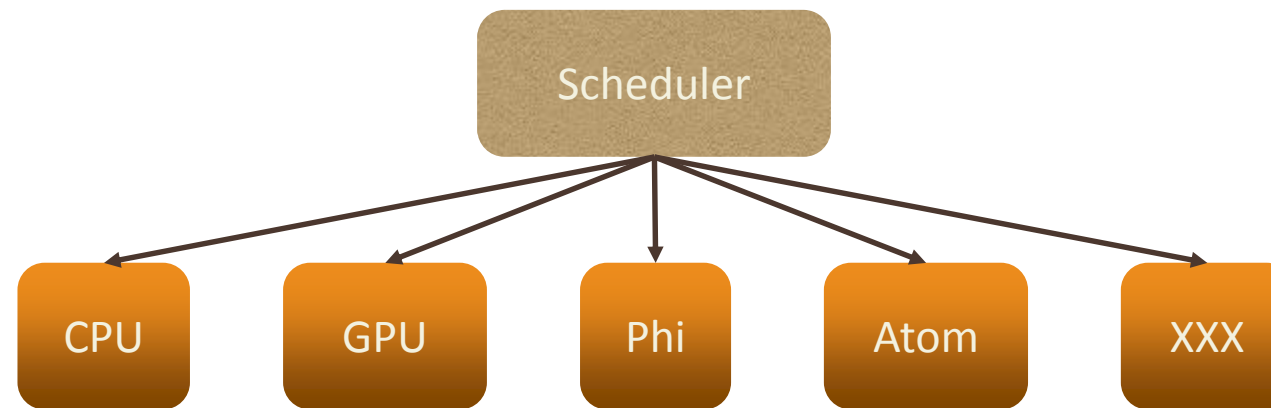 Scheduler
CPU
GPU
Phi
Atom
XXX